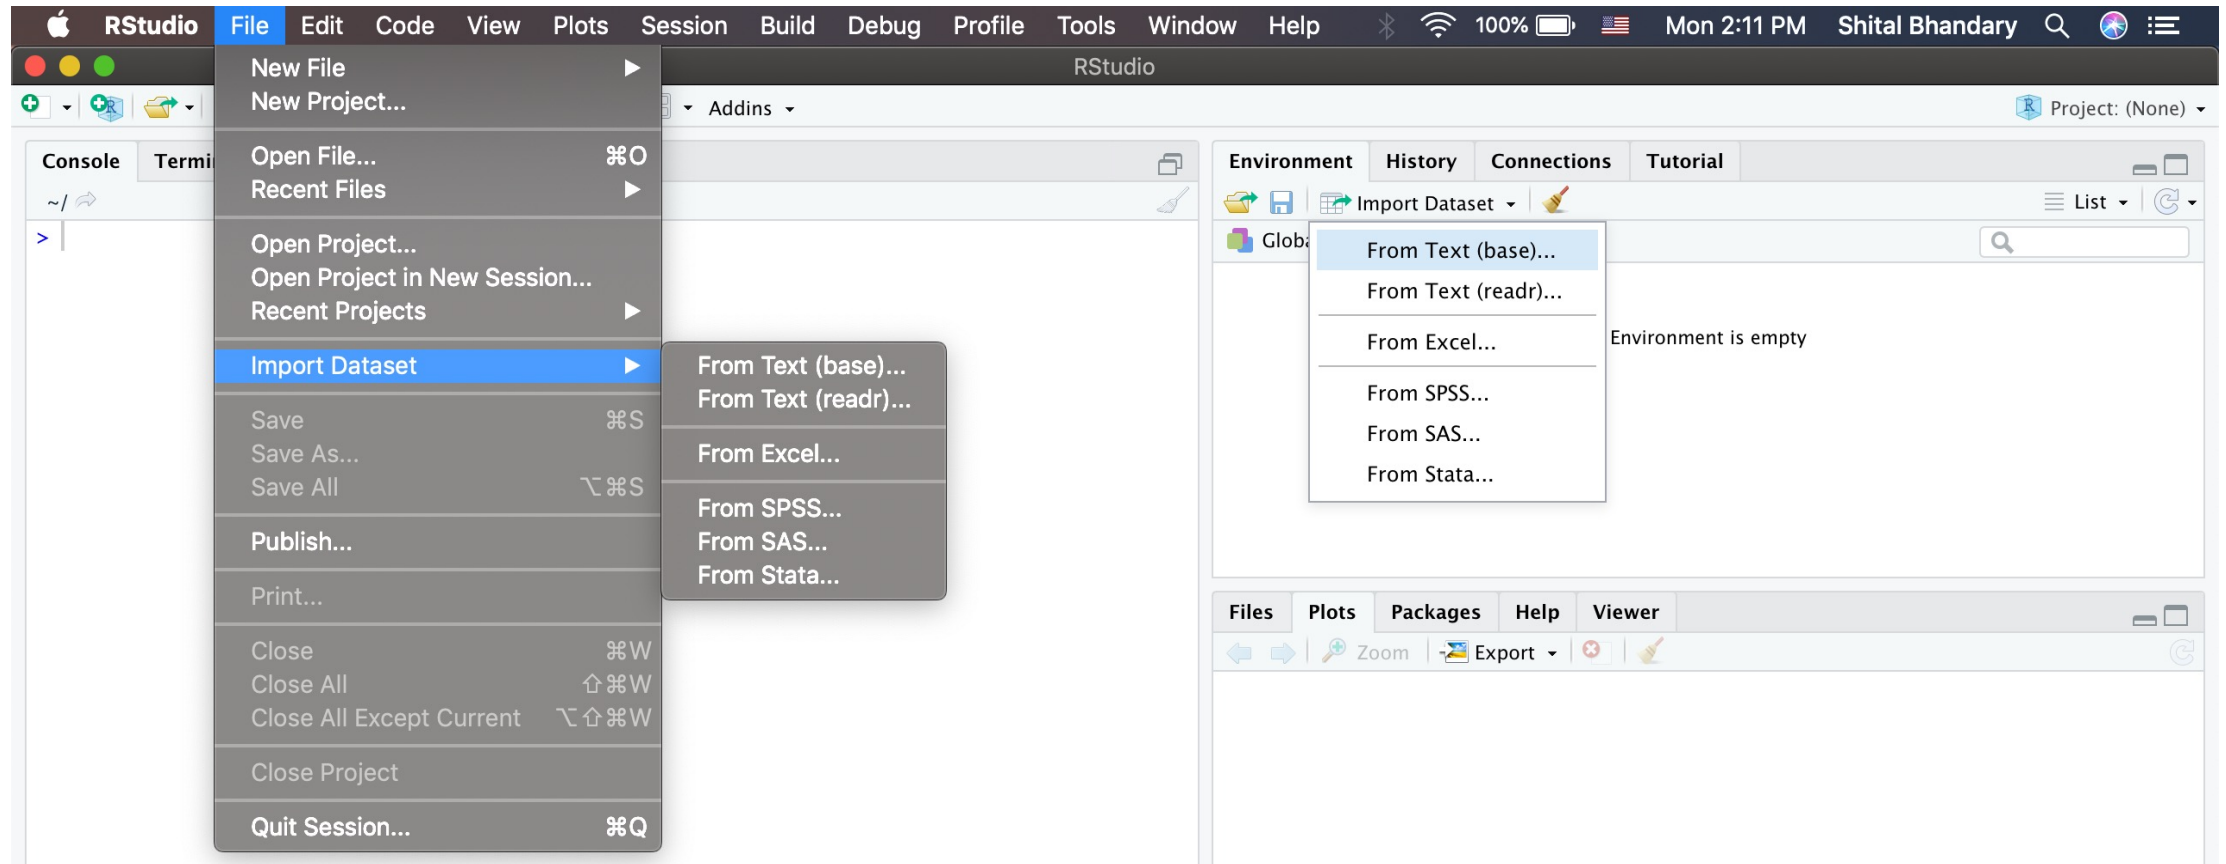 RStudio File Edit Code View Plots Session Build Debug Profile Tools Window Help 100% Mon 2:11 PM Shital Bhandary
RStudio
Addins
Project: (None)
New File
New Project...
Open File... ⌘O
Recent Files
Open Project...
Open Project in New Session...
Recent Projects
Import Dataset
Save ⌘S
Save As...
Save All ⌥⌘S
Publish...
Print...
Close ⌘W
Close All ⇧⌘W
Close All Except Current ⌥⇧⌘W
Close Project
Quit Session... ⌘Q
From Text (base)...
From Text (readr)...
From Excel...
From SPSS...
From SAS...
From Stata...
Console Termi
~/
>
Environment History Connections Tutorial
Import Dataset List
Globa
From Text (base)...
From Text (readr)...
From Excel...
From SPSS...
From SAS...
From Stata...
Environment is empty
Files Plots Packages Help Viewer
Zoom Export